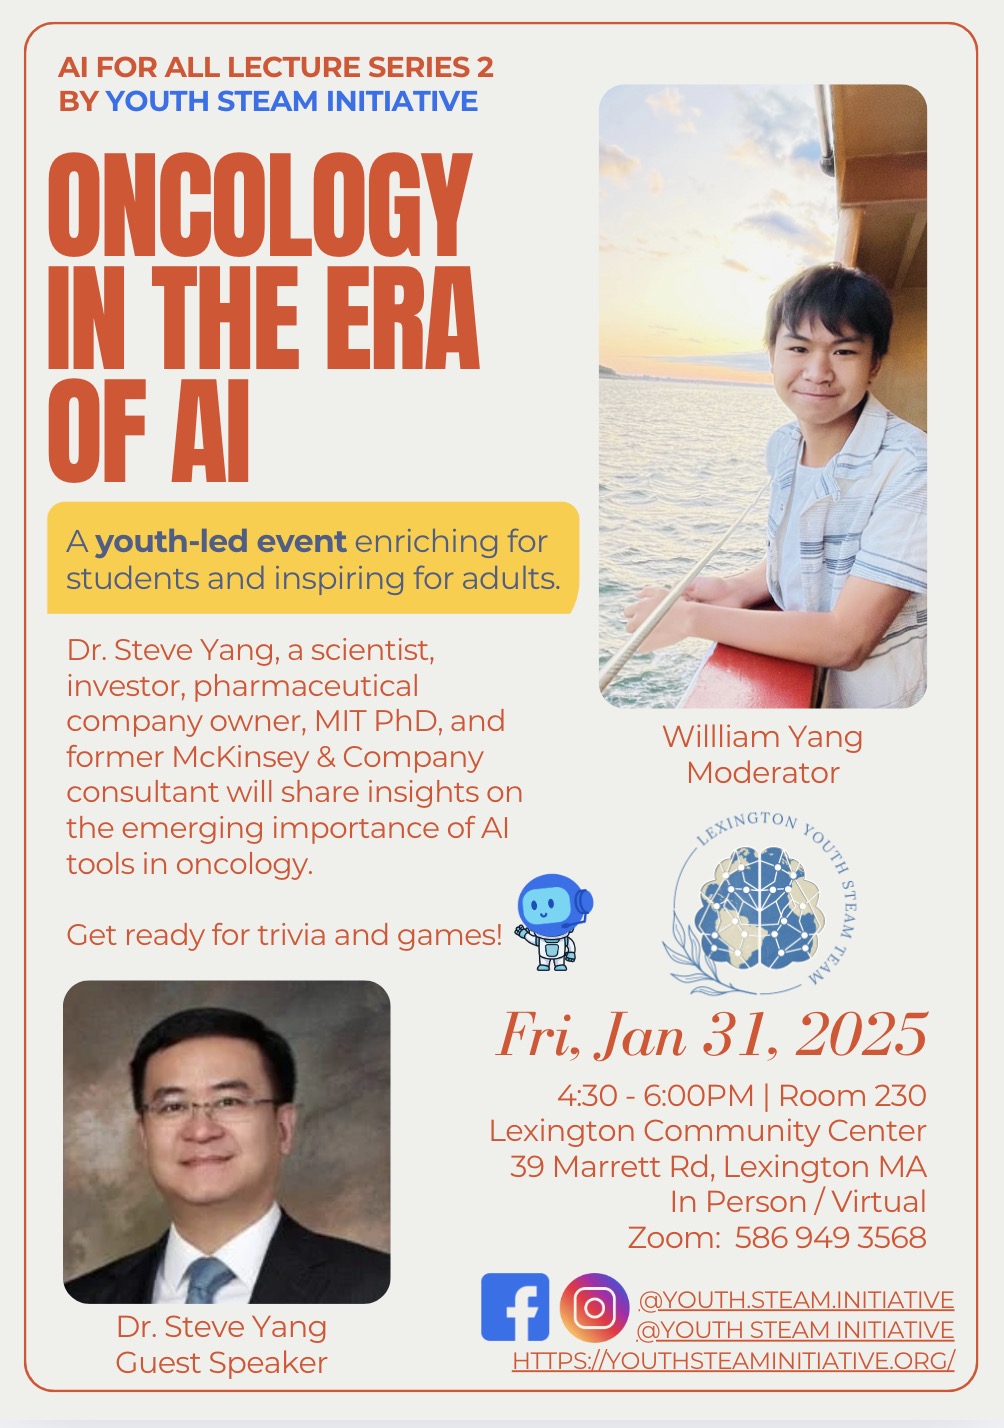 AI FOR ALL LECTURE SERIES 2
BY YOUTH STEAM INITIATIVE
ONCOLOGY
IN THE ERA
OF AI
A youth-led event enriching for
students and inspiring for adults.
Dr. Steve Yang, a scientist,
investor, pharmaceutical
company owner, MIT PhD, and
former McKinsey & Company
consultant will share insights on
the emerging importance of AI
tools in oncology.
Get ready for trivia and games!
Willliam Yang
Moderator
LEXINGTON YOUTH STEAM TEAM
Dr. Steve Yang
Guest Speaker
Fri, Jan 31, 2025
4:30 - 6:00PM | Room 230
Lexington Community Center
39 Marrett Rd, Lexington MA
In Person / Virtual
Zoom: 586 949 3568
@YOUTH.STEAM.INITIATIVE
@YOUTH STEAM INITIATIVE
HTTPS://YOUTHSTEAMINITIATIVE.ORG/